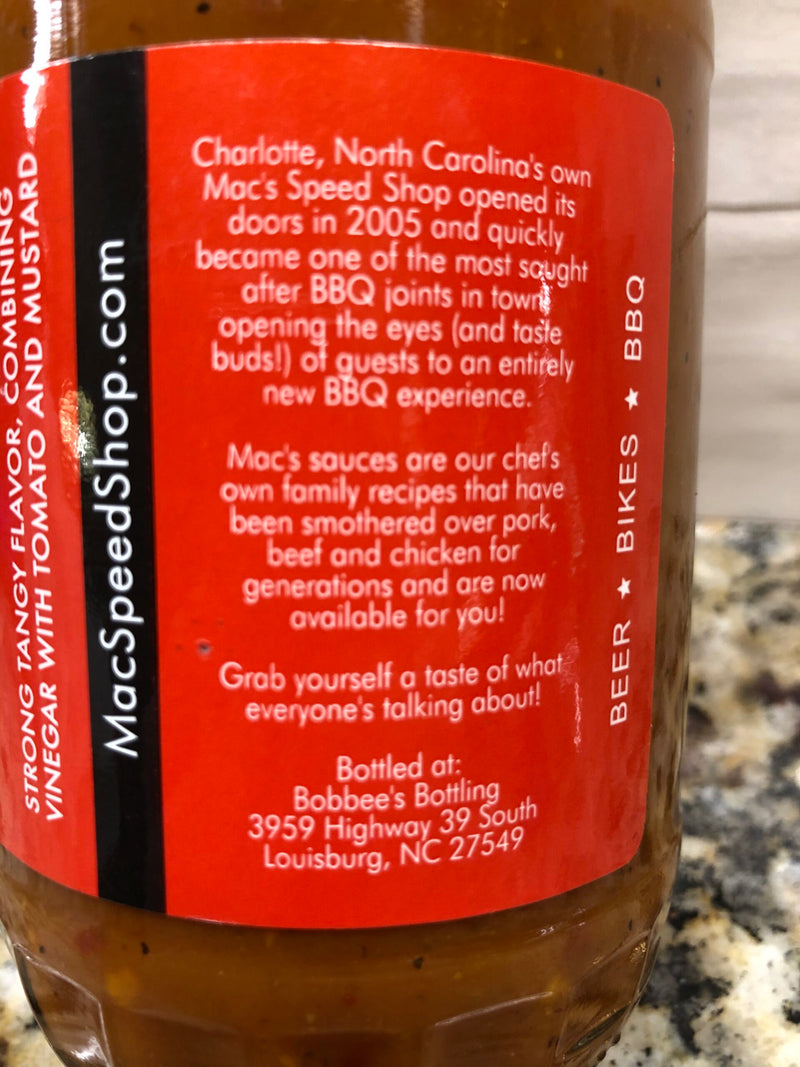 STRONG TANGY FLAVOR, COMBINING
VINEGAR WITH TOMATO AND MUSTARD
MacSpeedShop.com
Charlotte, North Carolina's own
Mac's Speed Shop opened its
doors in 2005 and quickly
became one of the most sought
after BBQ joints in town,
opening the eyes (and taste
buds!) of guests to an entirely
new BBQ experience.
Mac's sauces are our chef's
own family recipes that have
been smothered over pork,
beef and chicken for
generations and are now
available for you!
Grab yourself a taste of what
everyone's talking about!
Bottled at:
Bobbee's Bottling
3959 Highway 39 South
Louisburg, NC 27549
BEER ★ BIKES ★ BBQ